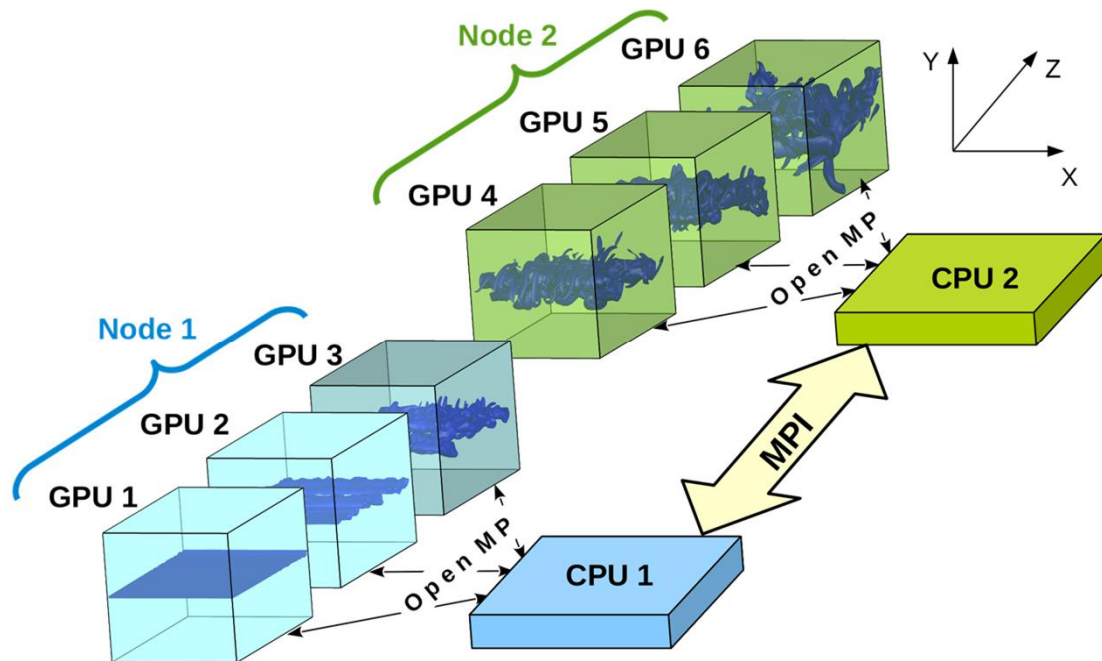 Node 2
GPU 6
GPU 5
GPU 4
Y
Z
X
Open MP
CPU 2
Node 1
GPU 3
GPU 2
GPU 1
MPI
Open MP
CPU 1